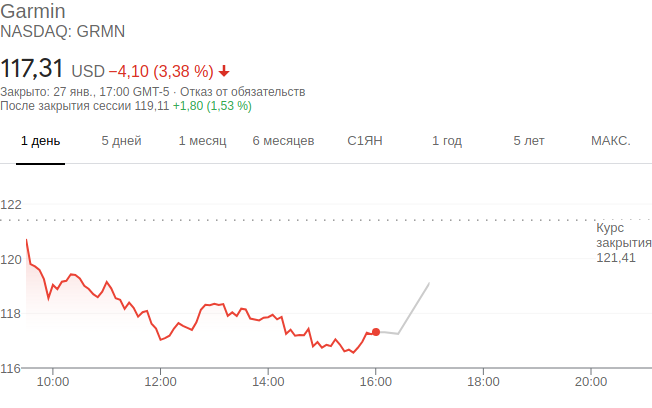 Garmin
NASDAQ: GRMN
117,31 USD −4,10 (3,38 %)
Закрыто: 27 янв., 17:00 GMT-5 · Отказ от обязательств
После закрытия сессии 119,11 +1,80 (1,53 %)
1 день 5 дней 1 месяц 6 месяцев С1ЯН 1 год 5 лет МАКС.
122
Курс
закрытия
121,41
120
118
116
10:00 12:00 14:00 16:00 18:00 20:00